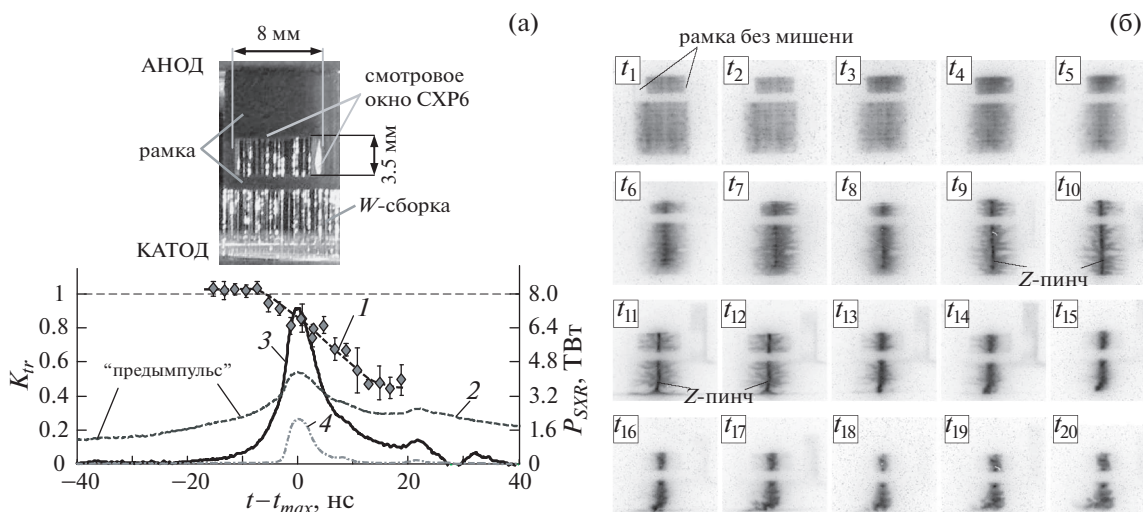 (а)
8 мм
АНОД
смотровое
окно СХР6
рамка
3.5 мм
W-сборка
КАТОД
1
0.8
0.6
0.4
0.2
0
K_tr
8.0
6.4
4.8
3.2
1.6
0
P_SXR, ТВт
"предымпульс"
1
2
3
4
−40 −20 0 20 40
t−t_max, нс
(б)
рамка без мишени
t1 t2 t3 t4 t5
t6 t7 t8 t9 t10
Z-пинч
t11 t12 t13 t14 t15
Z-пинч
t16 t17 t18 t19 t20